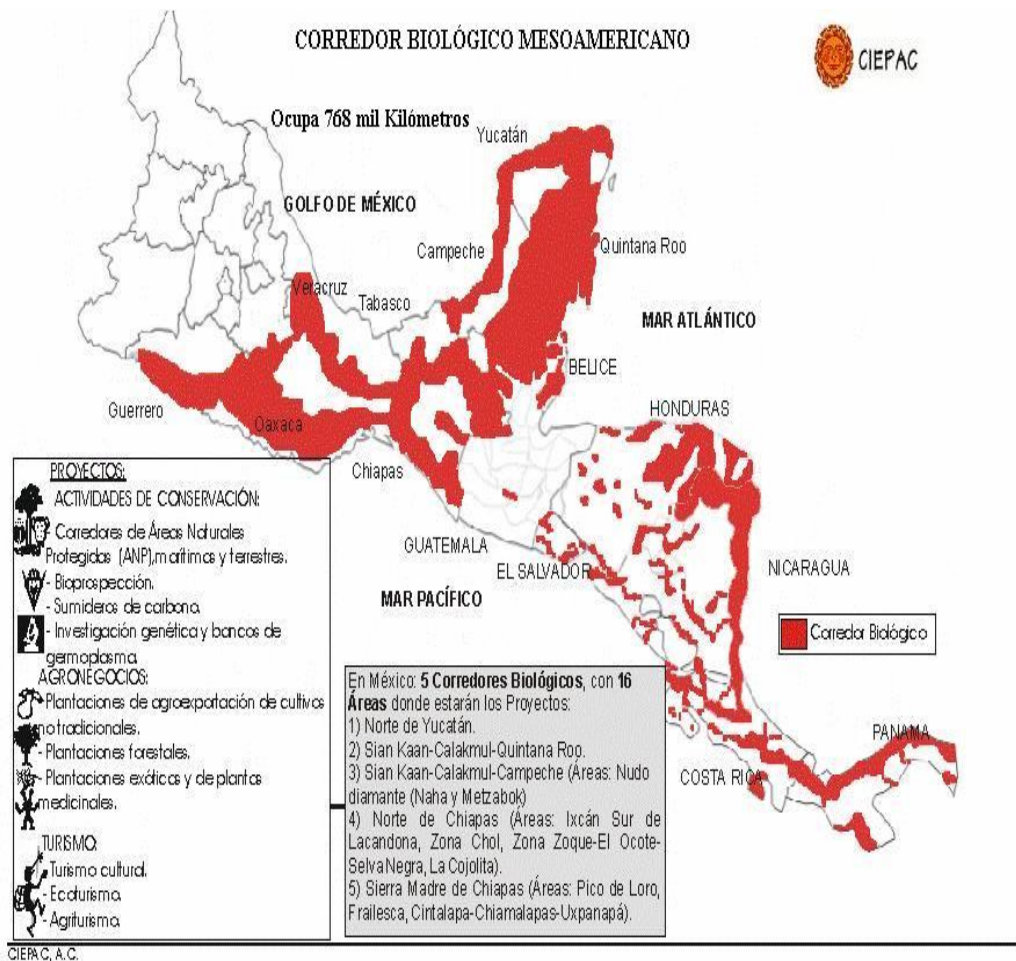 CORREDOR BIOLÓGICO MESOAMERICANO
CIEPAC
Ocupa 768 mil Kilómetros
Yucatán
GOLFO DE MÉXICO
Campeche
Quintana Roo
Veracruz
Tabasco
MAR ATLÁNTICO
BELICE
Guerrero
HONDURAS
Oaxaca
Chiapas
GUATEMALA
EL SALVADOR
NICARAGUA
MAR PACÍFICO
Corredor Biológico
PANAMA
COSTA RICA
PROYECTOS:
ACTIVIDADES DE CONSERVACIÓN:
- Corredores de Áreas Naturales
Protegidas (ANP),marítimas y terrestres.
- Bioprospección.
- Sumideros de carbono.
- Investigación genética y bancos de
germoplasma.
AGRONEGOCIOS:
- Plantaciones de agroexportación de cultivos
no tradicionales.
- Plantaciones forestales.
- Plantaciones exóticas y de plantas
medicinales.
TURISMO:
- Turismo cultural.
- Ecoturismo.
- Agriturismo.
En México: 5 Corredores Biológicos, con 16
Áreas donde estarán los Proyectos:
1) Norte de Yucatán.
2) Sian Kaan-Calakmul-Quintana Roo.
3) Sian Kaan-Calakmul-Campeche (Áreas: Nudo
diamante (Naha y Metzabok)
4) Norte de Chiapas (Áreas: Ixcán Sur de
Lacandona, Zona Chol, Zona Zoque-El Ocote-
Selva Negra, La Cojolita).
5) Sierra Madre de Chiapas (Áreas: Pico de Loro,
Frailesca, Cintalapa-Chiamalapas-Uxpanapá).
CIEPAC, A.C.